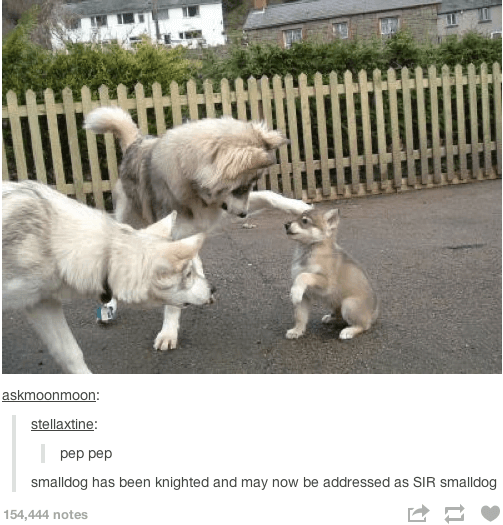 askmoonmoon:
stellaxtine:
pep pep
smalldog has been knighted and may now be addressed as SIR smalldog
154,444 notes